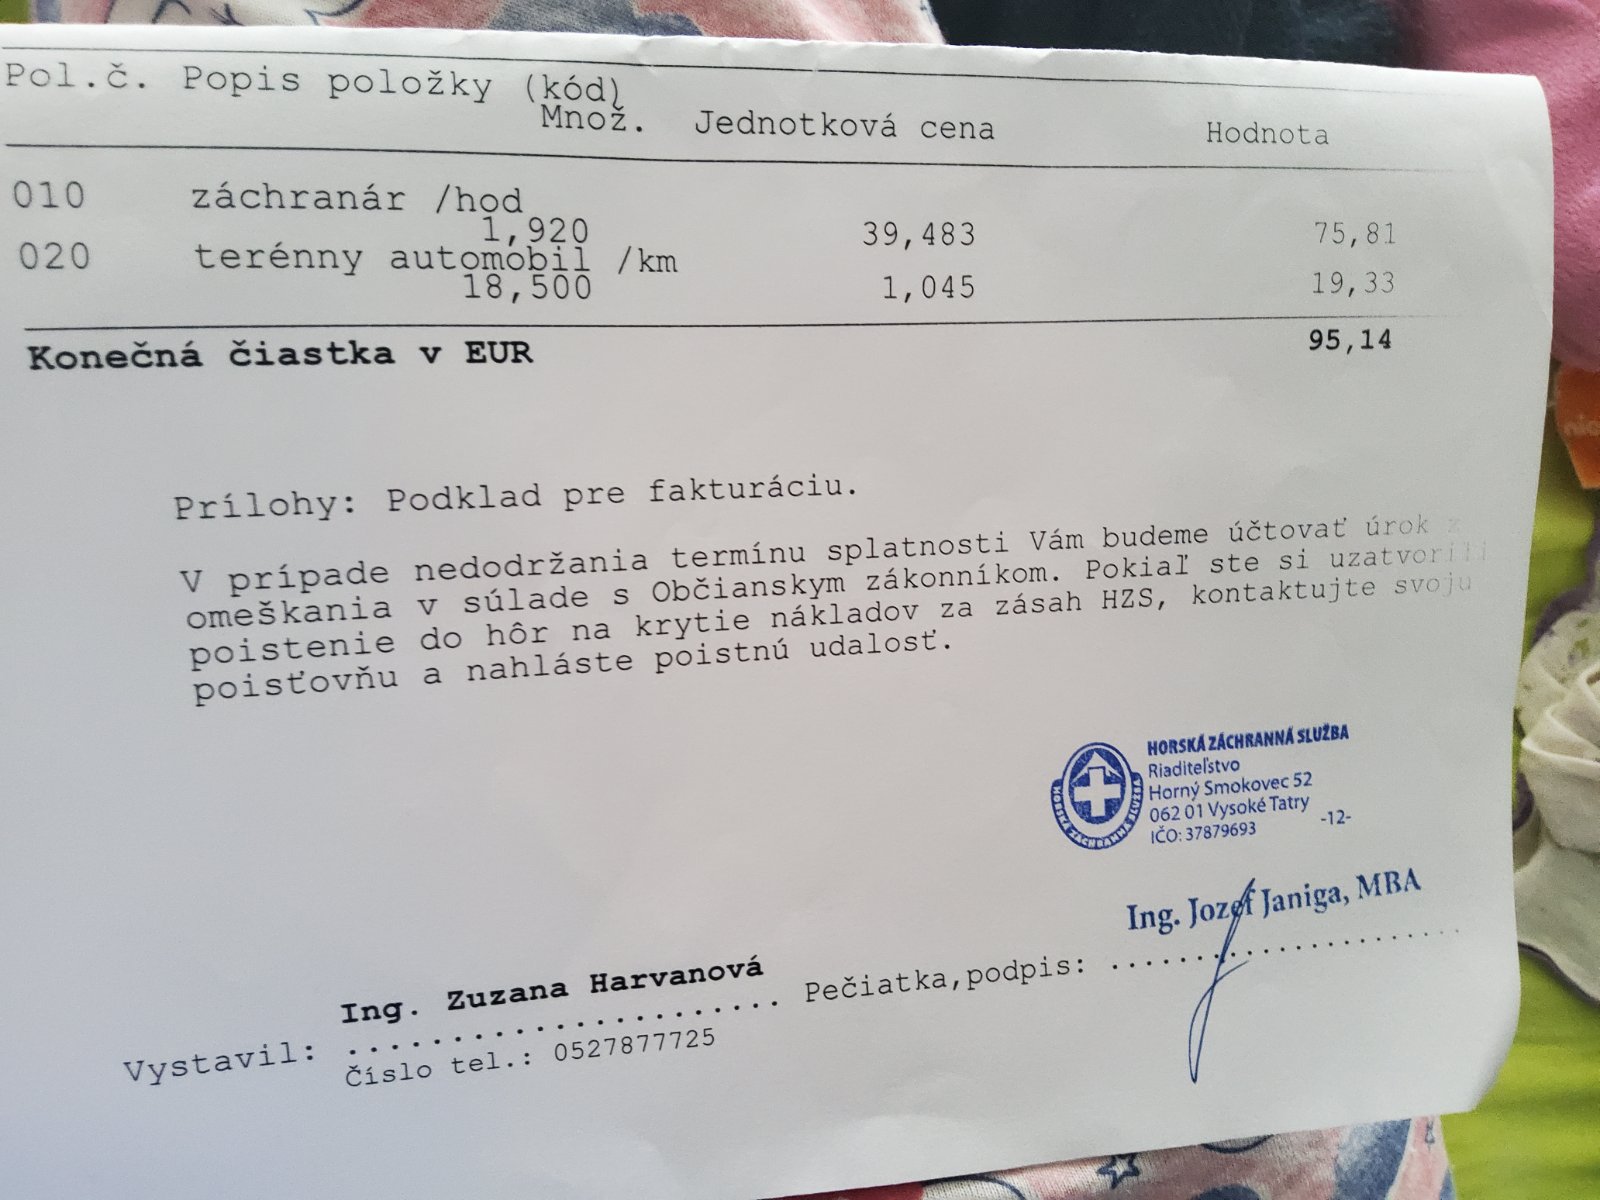 Pol.č. Popis položky (kód)
Množ. Jednotková cena Hodnota
010 záchranár /hod
1,920 39,483 75,81
020 terénny automobil /km
18,500 1,045 19,33
Konečná čiastka v EUR 95,14
Prílohy: Podklad pre fakturáciu.
V prípade nedodržania termínu splatnosti Vám budeme účtovať úrok z
omeškania v súlade s Občianskym zákonníkom. Pokiaľ ste si uzatvorili
poistenie do hôr na krytie nákladov za zásah HZS, kontaktujte svoju
poisťovňu a nahláste poistnú udalosť.
HORSKÁ ZÁCHRANNÁ SLUŽBA
Riaditeľstvo
Horný Smokovec 52
062 01 Vysoké Tatry
IČO: 37879693 -12-
HORSKÁ ZÁCHRANNÁ SLUŽBA
Ing. Jozef Janiga, MBA
Ing. Zuzana Harvanová
Vystavil: .................... Pečiatka,podpis: ....................
Číslo tel.: 0527877725